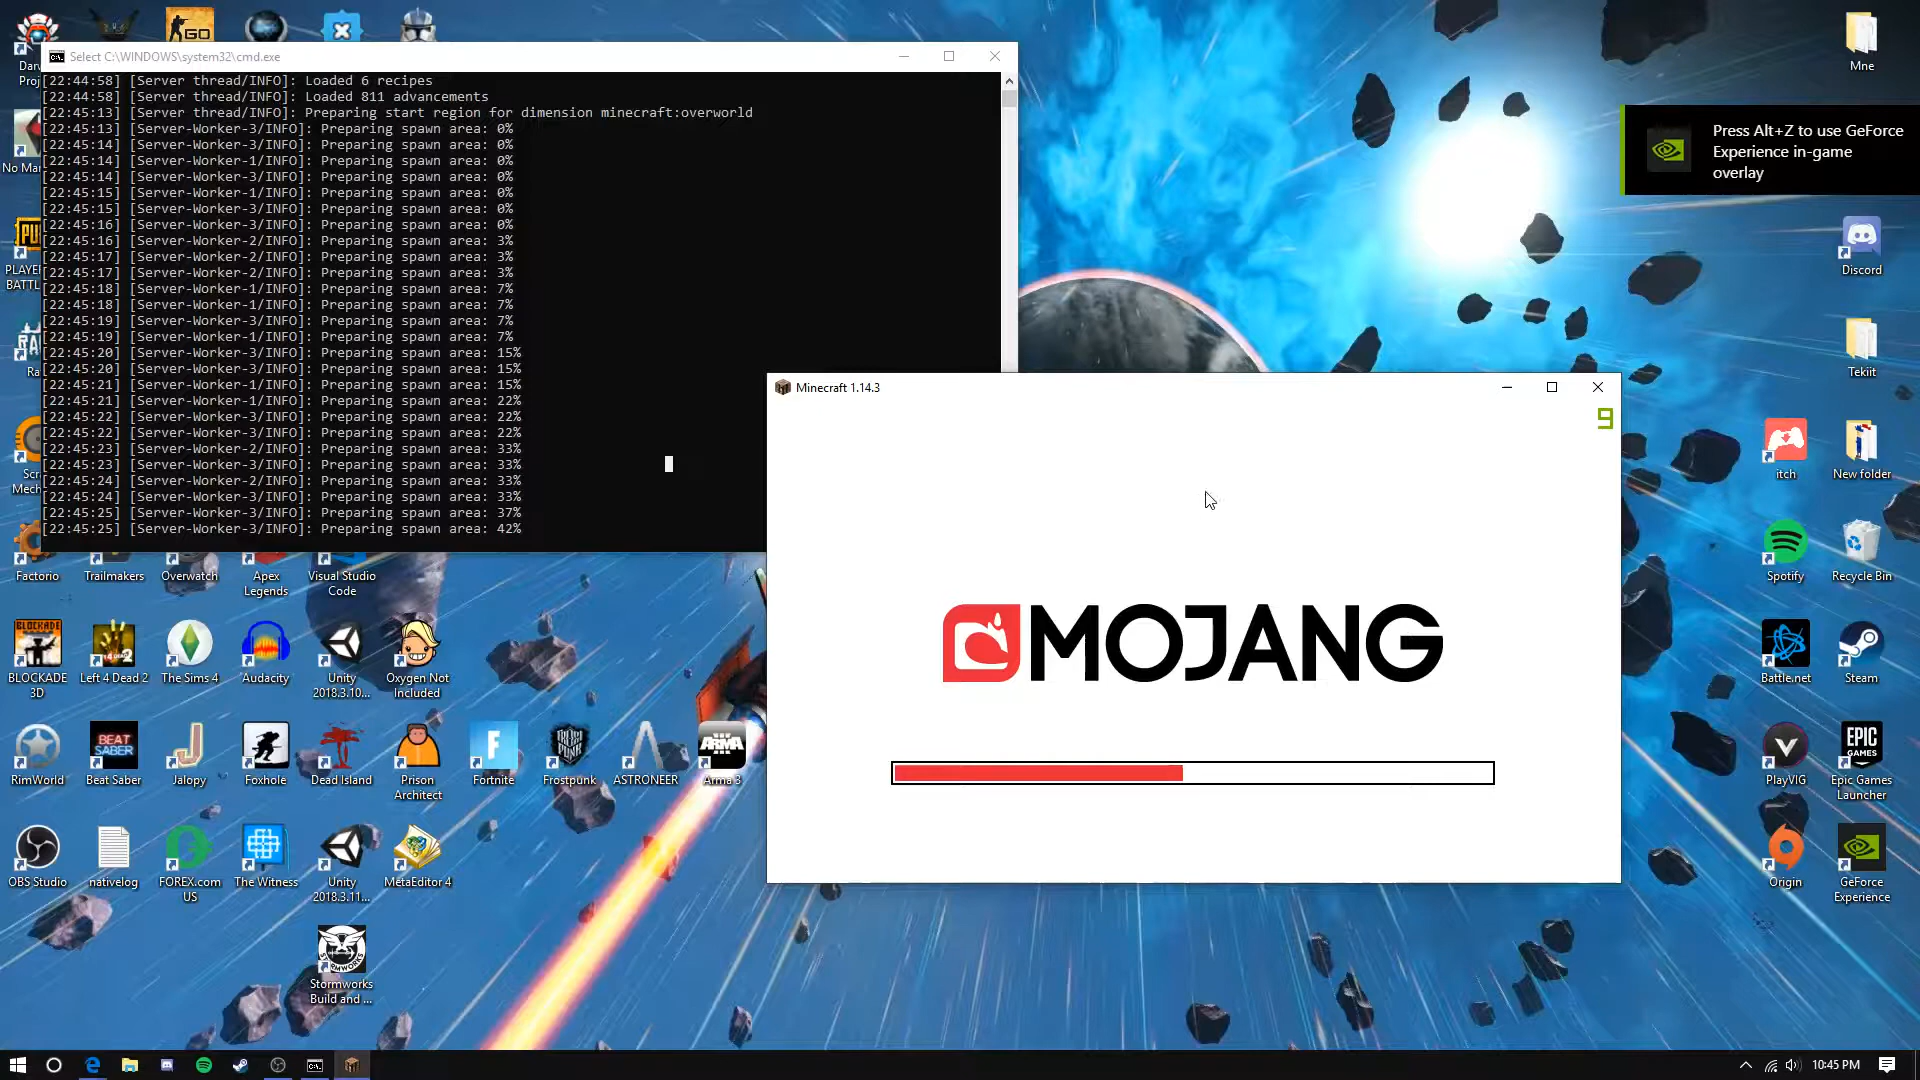 GO
Select C:\WINDOWS\system32\cmd.exe
[22:44:58] [Server thread/INFO]: Loaded 6 recipes
[22:44:58] [Server thread/INFO]: Loaded 811 advancements
[22:45:13] [Server thread/INFO]: Preparing start region for dimension minecraft:overworld
[22:45:13] [Server-Worker-3/INFO]: Preparing spawn area: 0%
[22:45:14] [Server-Worker-3/INFO]: Preparing spawn area: 0%
[22:45:14] [Server-Worker-1/INFO]: Preparing spawn area: 0%
[22:45:14] [Server-Worker-3/INFO]: Preparing spawn area: 0%
[22:45:15] [Server-Worker-1/INFO]: Preparing spawn area: 0%
[22:45:15] [Server-Worker-3/INFO]: Preparing spawn area: 0%
[22:45:16] [Server-Worker-3/INFO]: Preparing spawn area: 0%
[22:45:16] [Server-Worker-2/INFO]: Preparing spawn area: 3%
[22:45:17] [Server-Worker-2/INFO]: Preparing spawn area: 3%
[22:45:17] [Server-Worker-2/INFO]: Preparing spawn area: 3%
[22:45:18] [Server-Worker-1/INFO]: Preparing spawn area: 7%
[22:45:18] [Server-Worker-1/INFO]: Preparing spawn area: 7%
[22:45:19] [Server-Worker-3/INFO]: Preparing spawn area: 7%
[22:45:19] [Server-Worker-1/INFO]: Preparing spawn area: 7%
[22:45:20] [Server-Worker-3/INFO]: Preparing spawn area: 15%
[22:45:20] [Server-Worker-3/INFO]: Preparing spawn area: 15%
[22:45:21] [Server-Worker-1/INFO]: Preparing spawn area: 15%
[22:45:21] [Server-Worker-1/INFO]: Preparing spawn area: 22%
[22:45:22] [Server-Worker-3/INFO]: Preparing spawn area: 22%
[22:45:22] [Server-Worker-3/INFO]: Preparing spawn area: 22%
[22:45:23] [Server-Worker-2/INFO]: Preparing spawn area: 33%
[22:45:23] [Server-Worker-3/INFO]: Preparing spawn area: 33%
[22:45:24] [Server-Worker-2/INFO]: Preparing spawn area: 33%
[22:45:24] [Server-Worker-3/INFO]: Preparing spawn area: 33%
[22:45:25] [Server-Worker-3/INFO]: Preparing spawn area: 37%
[22:45:25] [Server-Worker-3/INFO]: Preparing spawn area: 42%
Minecraft 1.14.3
9
MOJANG
Press Alt+Z to use GeForce
Experience in-game
overlay
Mne
Discord
Tekiit
itch
New folder
Spotify
Recycle Bin
Battle.net
Steam
PlayVIG
EPIC
GAMES
Epic Games
Launcher
Origin
GeForce
Experience
Factorio
Trailmakers
Overwatch
Apex
Legends
Visual Studio
Code
BLOCKADE
BLOCKADE
3D
Left 4 Dead 2
The Sims 4
Audacity
Unity
2018.3.10...
Oxygen Not
Included
RimWorld
BEAT
SABER
Beat Saber
Jalopy
Foxhole
Dead Island
Prison
Architect
Fortnite
FROST
PUNK
Frostpunk
ASTRONEER
ARMA
Arma 3
OBS Studio
nativelog
FOREX.com
US
The Witness
Unity
2018.3.11...
MetaEditor 4
STORMWORKS
Stormworks
Build and ...
10:45 PM